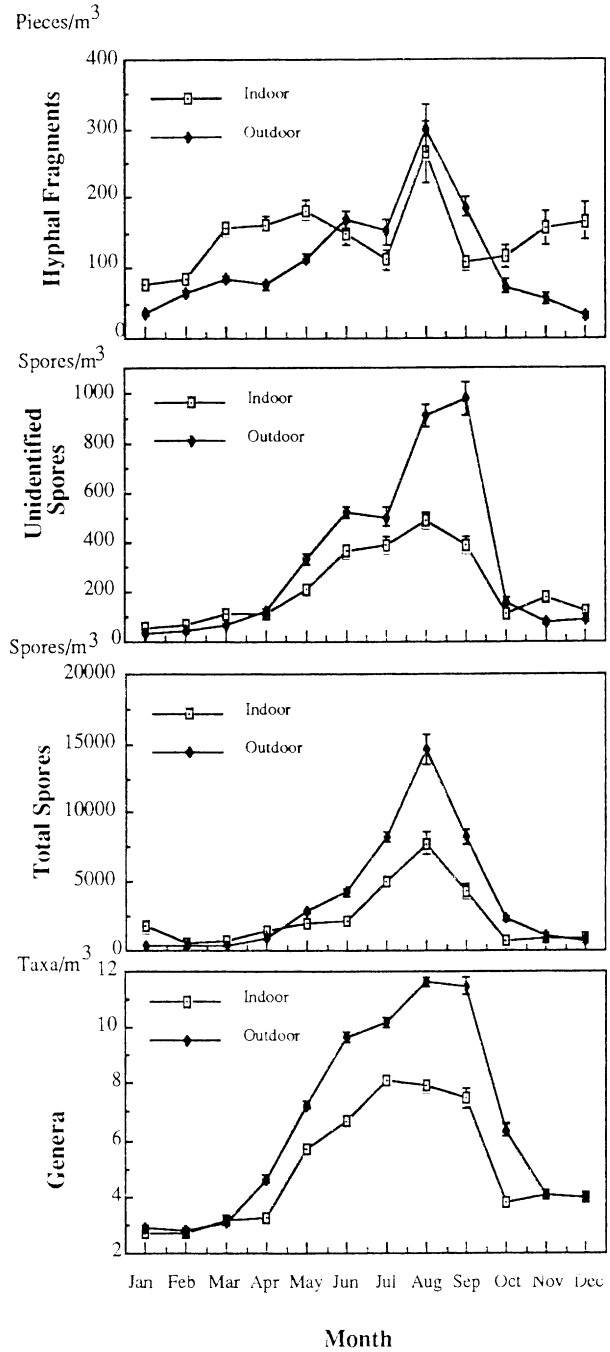 Pieces/m³
Hyphal Fragments
400
300
200
100
0
Indoor
Outdoor
Spores/m³
Unidentified
Spores
1000
800
600
400
200
0
Indoor
Outdoor
Spores/m³
Total Spores
20000
15000
10000
5000
0
Indoor
Outdoor
Taxa/m³
Genera
12
10
8
6
4
2
Indoor
Outdoor
Jan Feb Mar Apr May Jun Jul Aug Sep Oct Nov Dec
Month